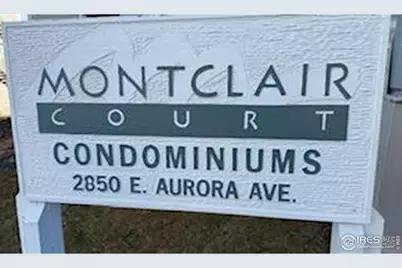 MONTCLAIR
COURT
CONDOMINIUMS
2850 E. AURORA AVE.
IRES